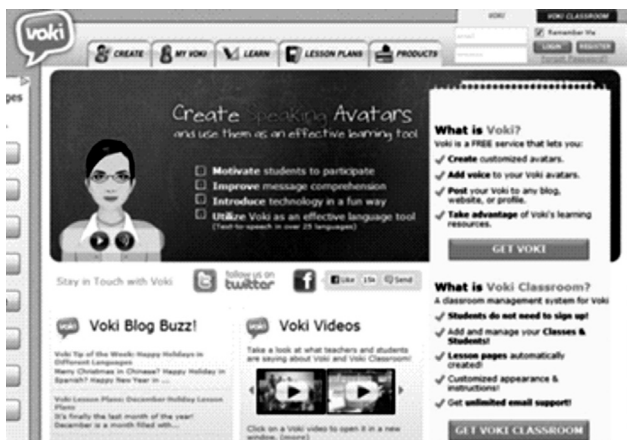 voki
VOKI
VOKI CLASSROOM
email
Remember Me
CREATE
MY VOKI
LEARN
LESSON PLANS
PRODUCTS
LOGIN
REGISTER
Forgot Password?
Create Speaking Avatars
and use them as an effective learning tool
Motivate students to participate
Improve message comprehension
Introduce technology in a fun way
Utilize Voki as an effective language tool
(Text-to-speech in over 25 languages)
What is Voki?
Voki is a FREE service that lets you:
Create customized avatars.
Add voice to your Voki avatars.
Post your Voki to any blog,
website, or profile.
Take advantage of Voki's learning
resources.
GET VOKI
Stay in Touch with Voki
follow us on
twitter
Like
15k
Send
What is Voki Classroom?
A classroom management system for Voki
Students do not need to sign up!
Add and manage your Classes &
Students!
Lesson pages automatically
created!
Customized appearance &
instructions!
Get unlimited email support!
GET VOKI CLASSROOM
voki
Voki Blog Buzz!
Voki Tip of the Week: Happy Holidays in
Different Languages
Merry Christmas in Chinese? Happy Holiday in
Spanish? Happy New Year in ...
Voki Lesson Plans: December Holiday Lesson
Plans
It's finally the last month of the year!
December is a month filled with...
voki
Voki Videos
Take a look at what teachers and students
are saying about Voki and Voki Classroom!
Click on a Voki video to open it in a new
window. (more)